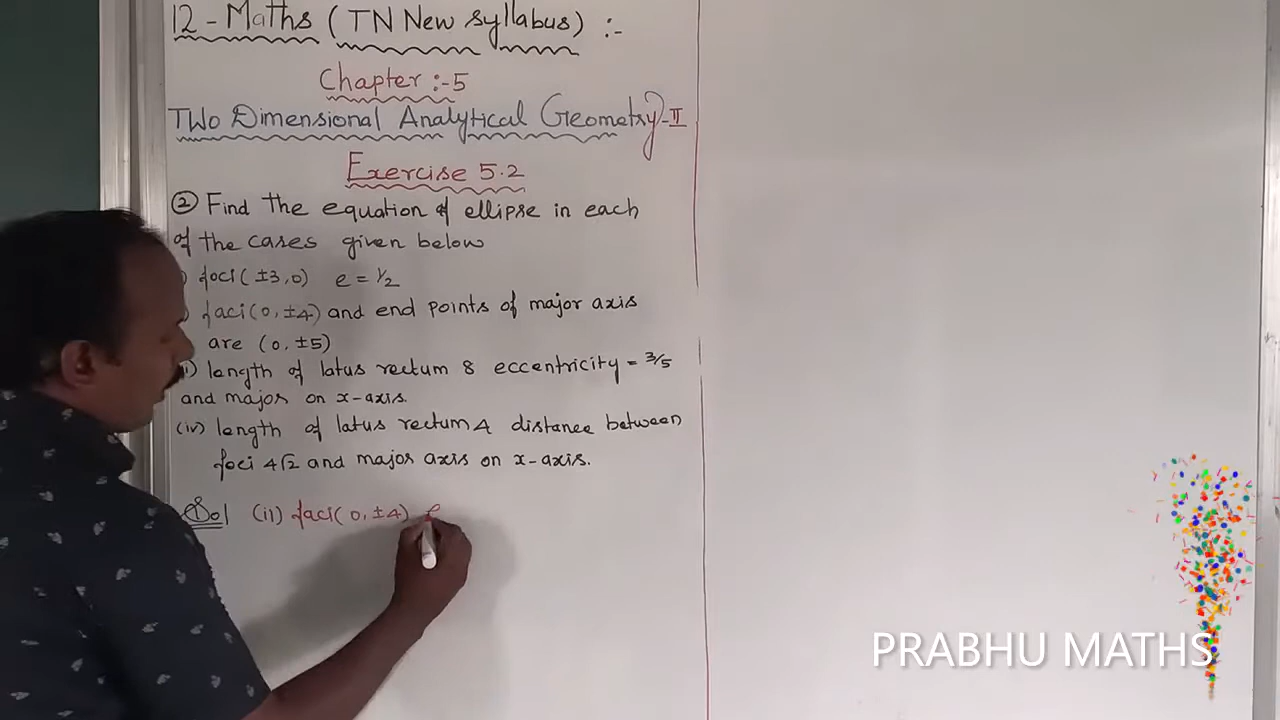 12-Maths (TN New Syllabus) :-
Chapter :-5
Two Dimensional Analytical Geometry-II
Exercise 5.2
② Find the equation of ellipse in each
of the cases given below
) foci (±3,0) e = 1/2
) faci (0, ±4) and end points of major axis
are (0, ±5)
i) length of latus rectum 8 eccentricity = 3/5
and major on x-axis.
(iv) length of latus rectum 4 distance between
foci 4√2 and major axis on x-axis.
Sol (ii) faci (0, ±4) e
PRABHU MATHS